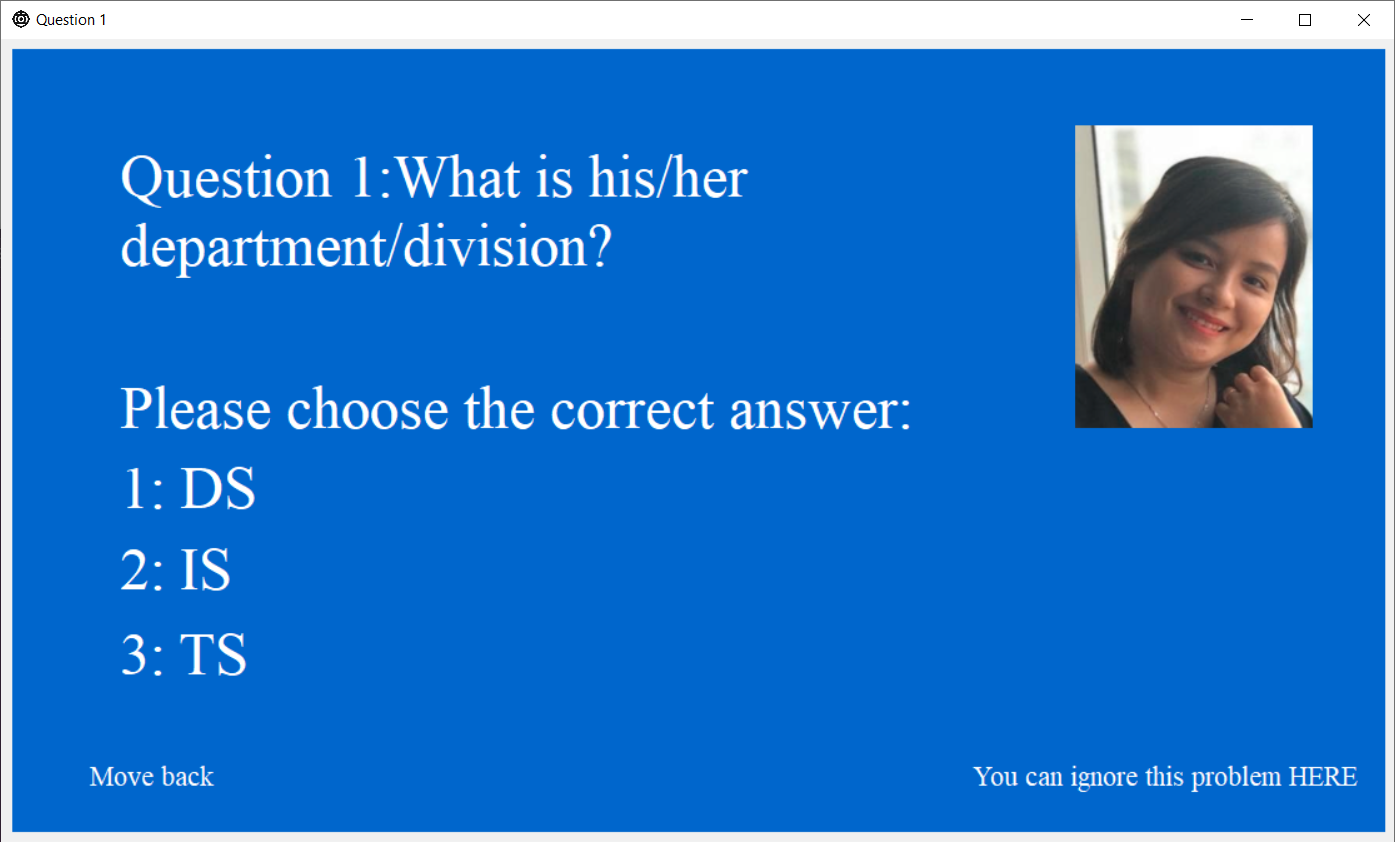 Question 1
Question 1:What is his/her
department/division?
Please choose the correct answer:
1: DS
2: IS
3: TS
Move back
You can ignore this problem HERE